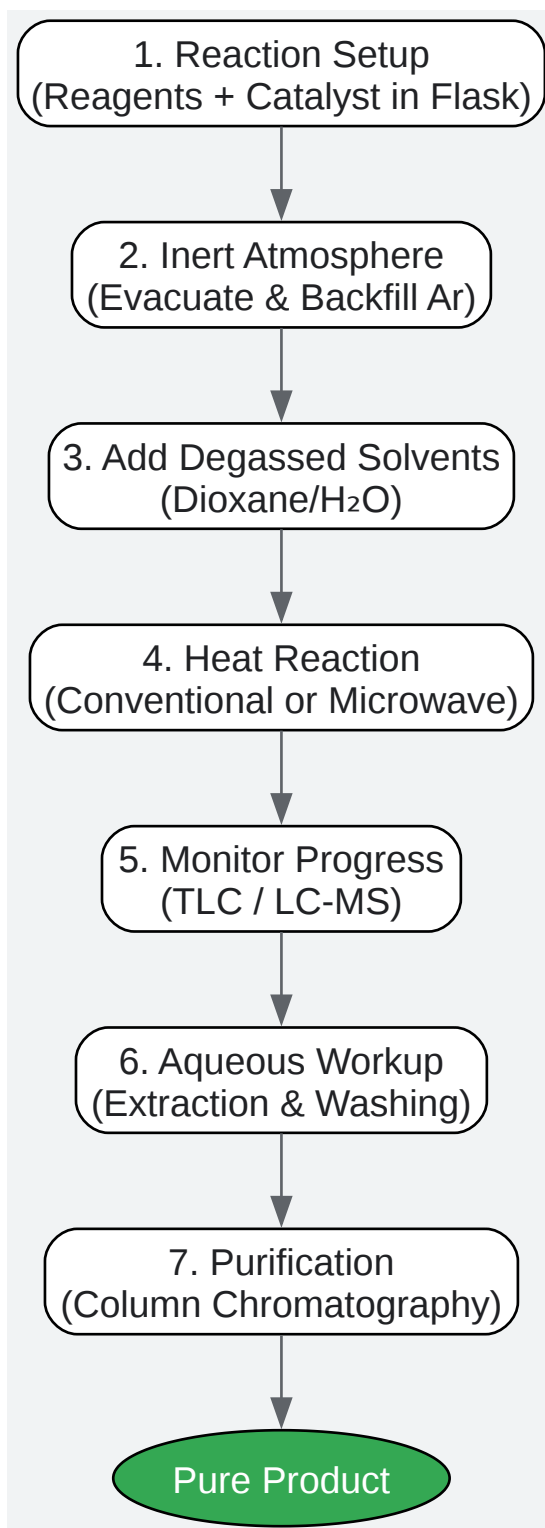 1. Reaction Setup
(Reagents + Catalyst in Flask)
2. Inert Atmosphere
(Evacuate & Backfill Ar)
3. Add Degassed Solvents
(Dioxane/H₂O)
4. Heat Reaction
(Conventional or Microwave)
5. Monitor Progress
(TLC / LC-MS)
6. Aqueous Workup
(Extraction & Washing)
7. Purification
(Column Chromatography)
Pure Product